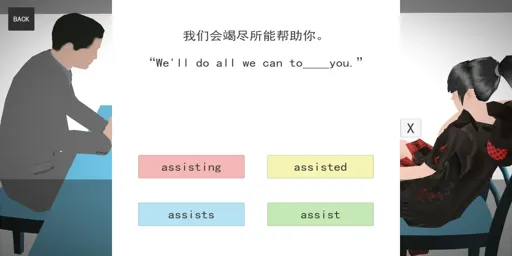 BACK
我们会竭尽所能帮助你。
“We'll do all we can to____you.”
X
assisting
assisted
assists
assist